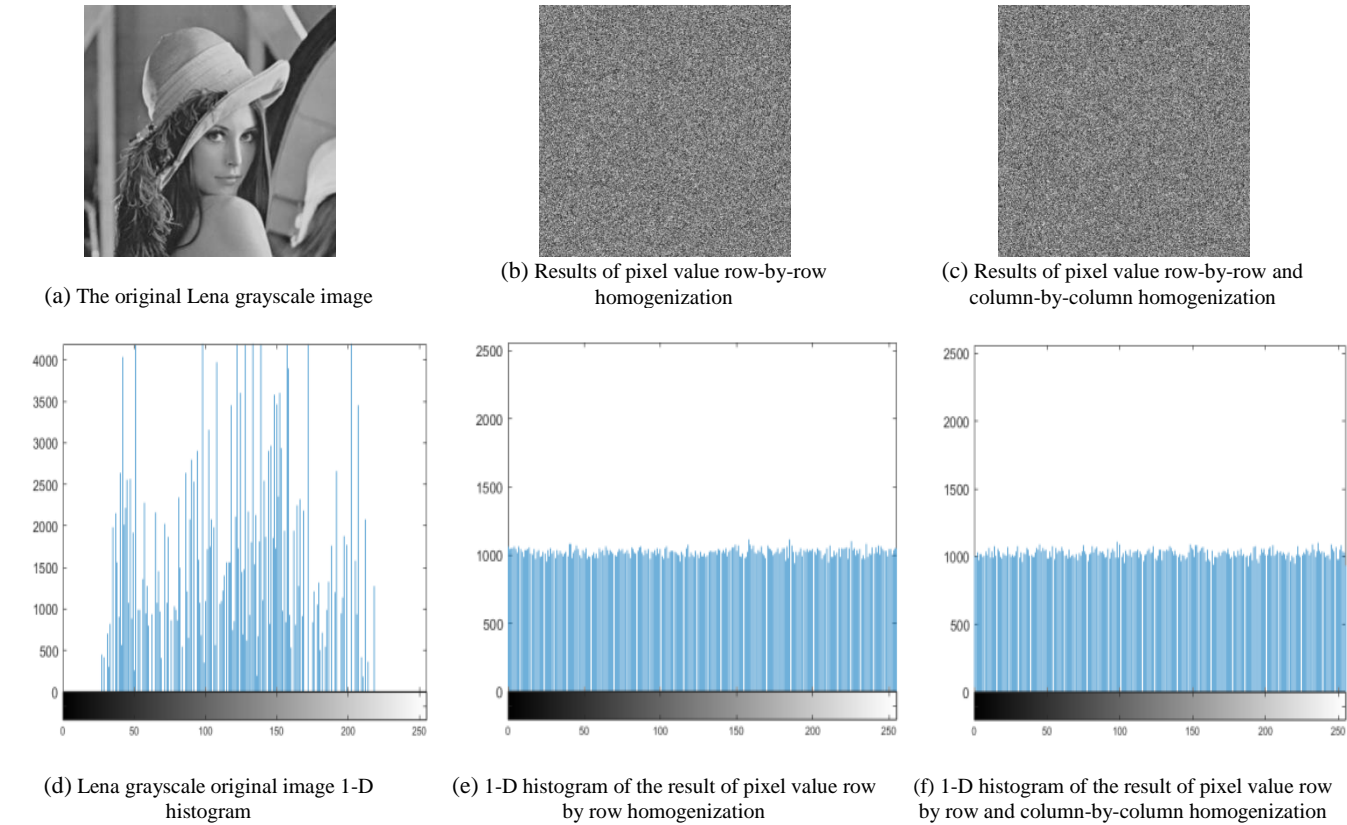 (a) The original Lena grayscale image
(b) Results of pixel value row-by-row
homogenization
(c) Results of pixel value row-by-row and
column-by-column homogenization
4000
3500
3000
2500
2000
1500
1000
500
0
0 50 100 150 200 250
2500
2000
1500
1000
500
0
0 50 100 150 200 250
2500
2000
1500
1000
500
0
0 50 100 150 200 250
(d) Lena grayscale original image 1-D
histogram
(e) 1-D histogram of the result of pixel value row
by row homogenization
(f) 1-D histogram of the result of pixel value row
by row and column-by-column homogenization